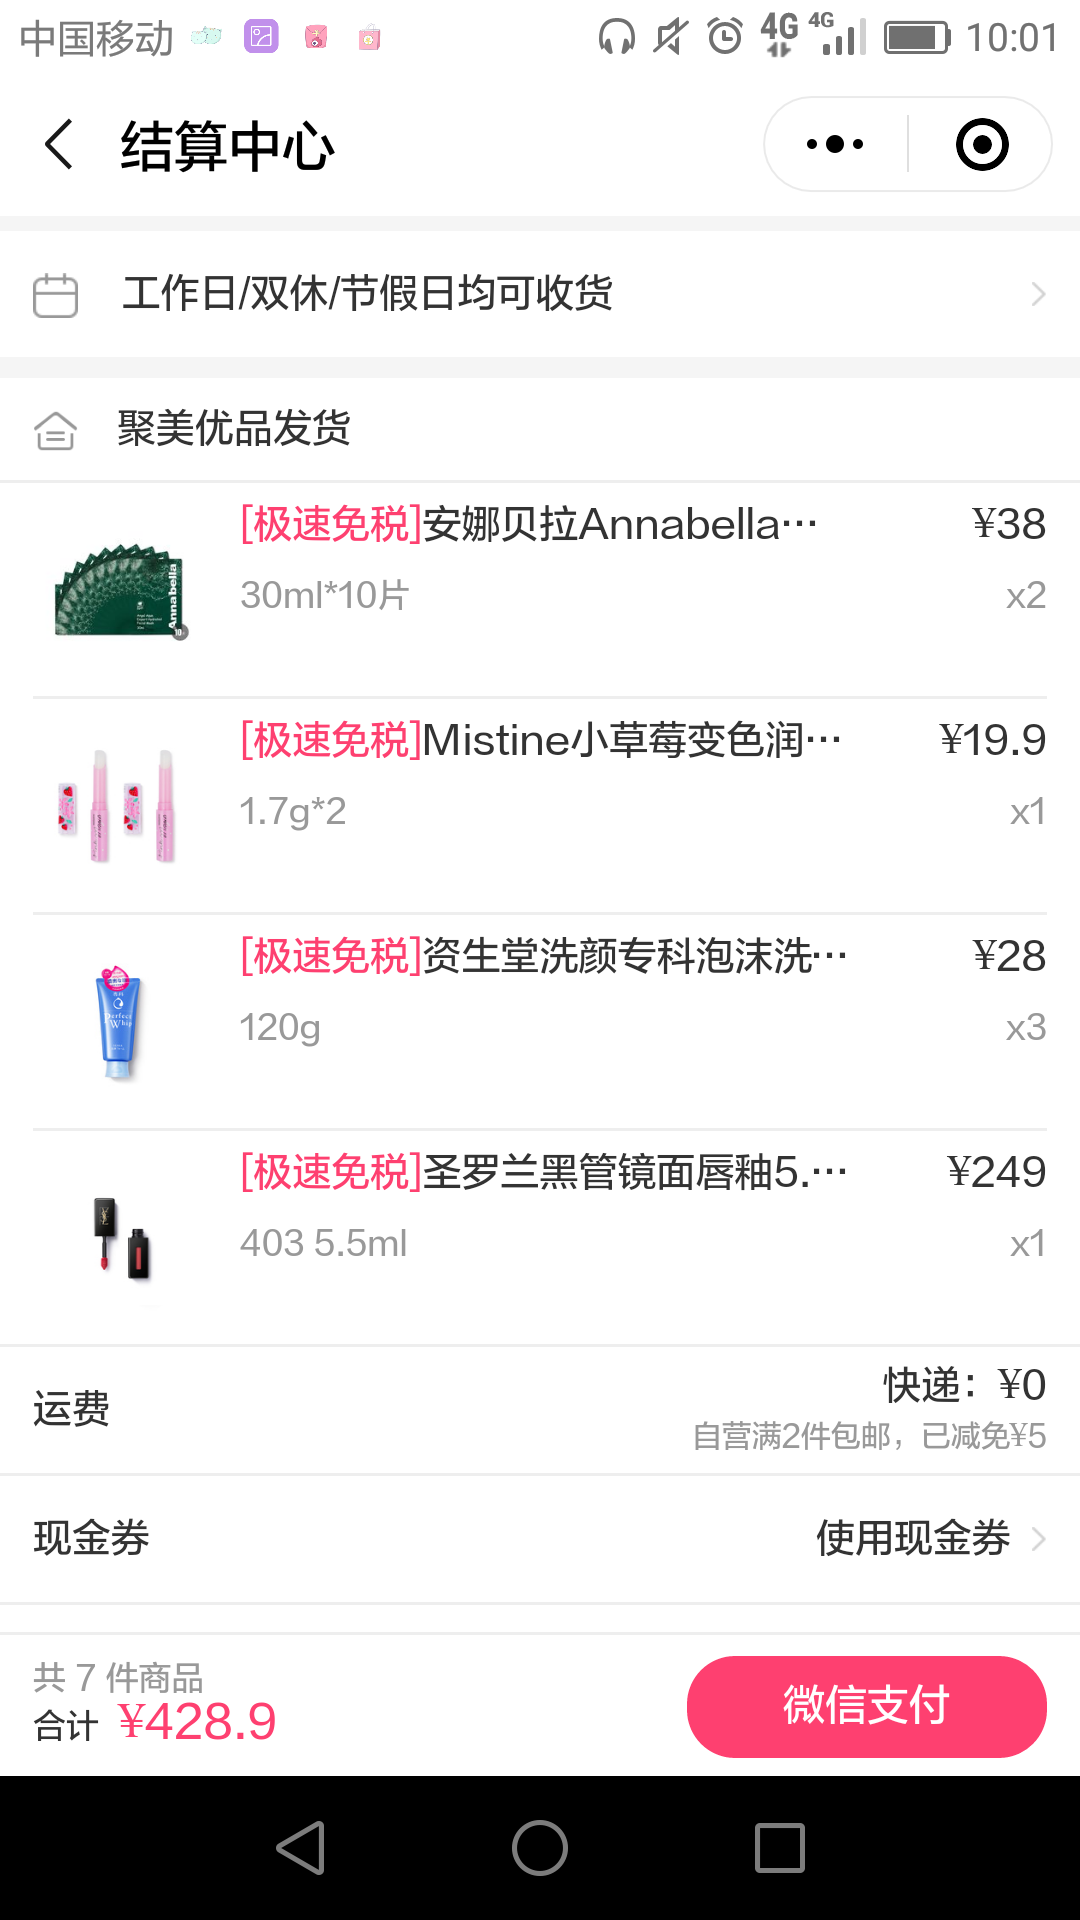 中国移动 4G 4G 10:01
结算中心
工作日/双休/节假日均可收货
聚美优品发货
[极速免税]安娜贝拉Annabella… ¥38
30ml*10片 x2
Annabella
10
[极速免税]Mistine小草莓变色润… ¥19.9
1.7g*2 x1
[极速免税]资生堂洗颜专科泡沫洗… ¥28
120g x3
Perfect
Whip
[极速免税]圣罗兰黑管镜面唇釉5.… ¥249
403 5.5ml x1
运费 快递：¥0
自营满2件包邮，已减免¥5
现金券 使用现金券
共 7 件商品
合计 ¥428.9
微信支付